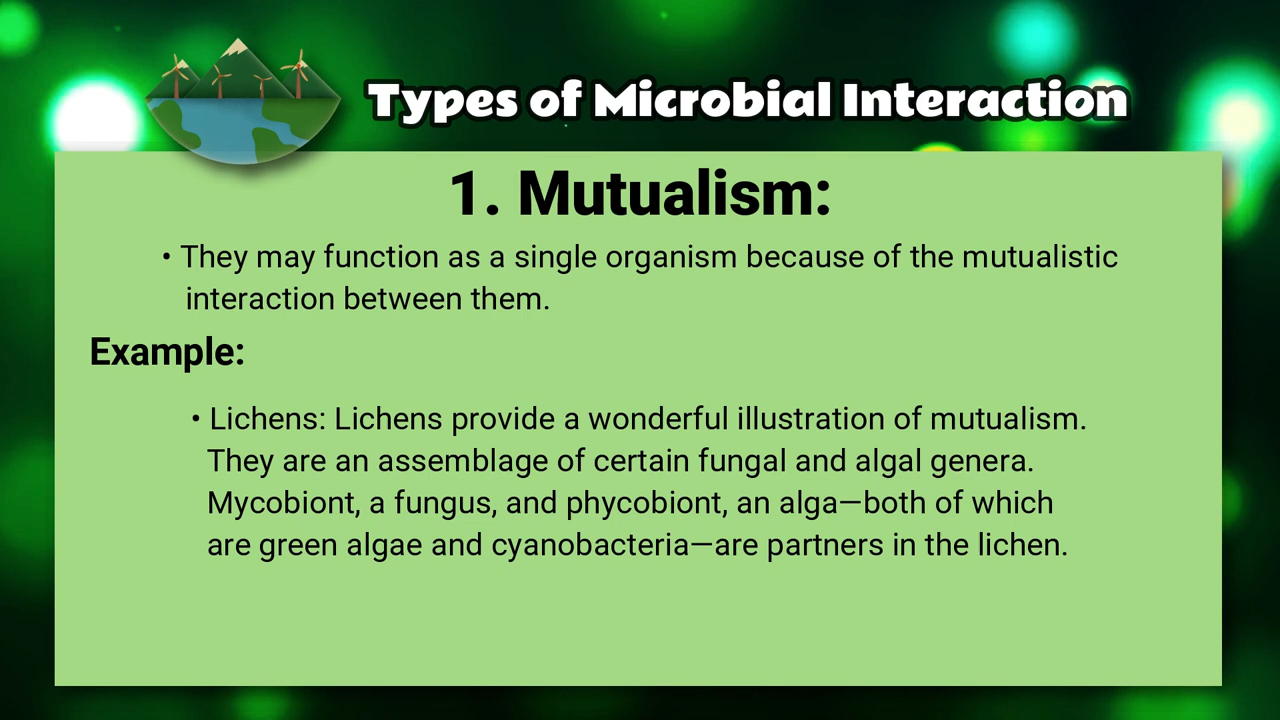 Types of Microbial Interaction
1. Mutualism:
• They may function as a single organism because of the mutualistic
interaction between them.
Example:
• Lichens: Lichens provide a wonderful illustration of mutualism.
They are an assemblage of certain fungal and algal genera.
Mycobiont, a fungus, and phycobiont, an alga—both of which
are green algae and cyanobacteria—are partners in the lichen.